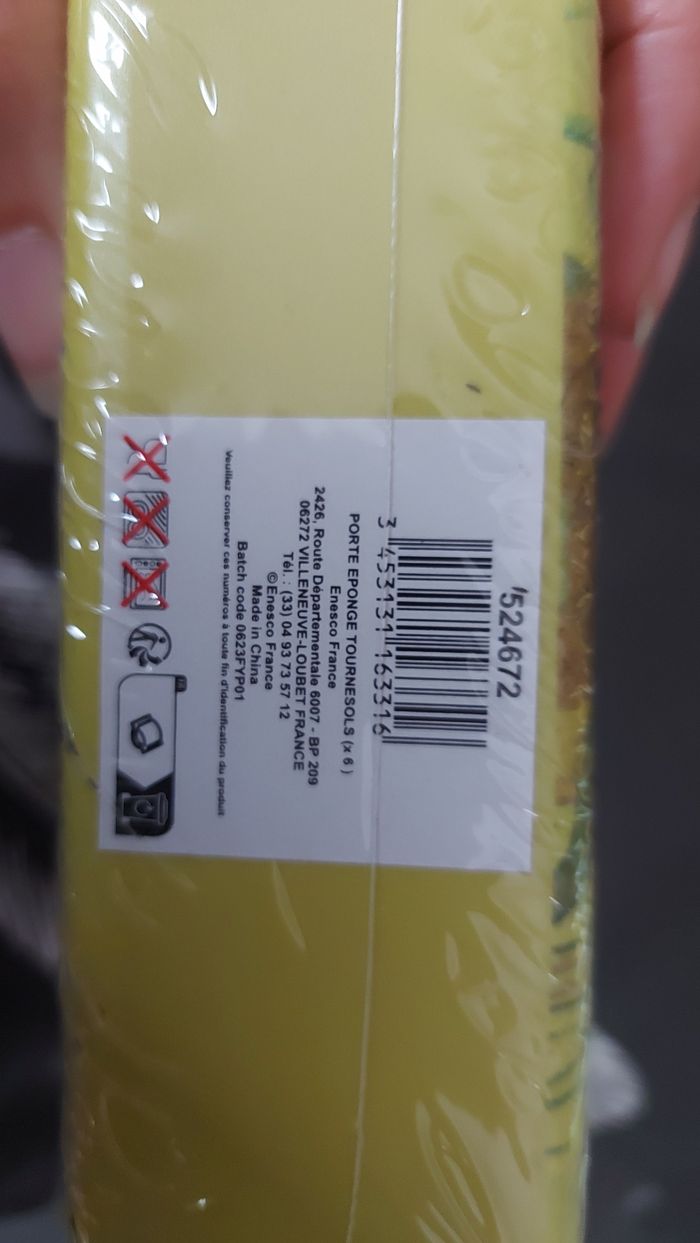 '524672
3 453131 163316
PORTE EPONGE TOURNESOLS (x 6 )
Enesco France
2426, Route Départementale 6007 - BP 209
06272 VILLENEUVE-LOUBET FRANCE
Tél. : (33) 04 93 73 57 12
©Enesco France
Made in China
Batch code 0623FYP01
Veuillez conserver ces numéros à toute fin d'identification du produit